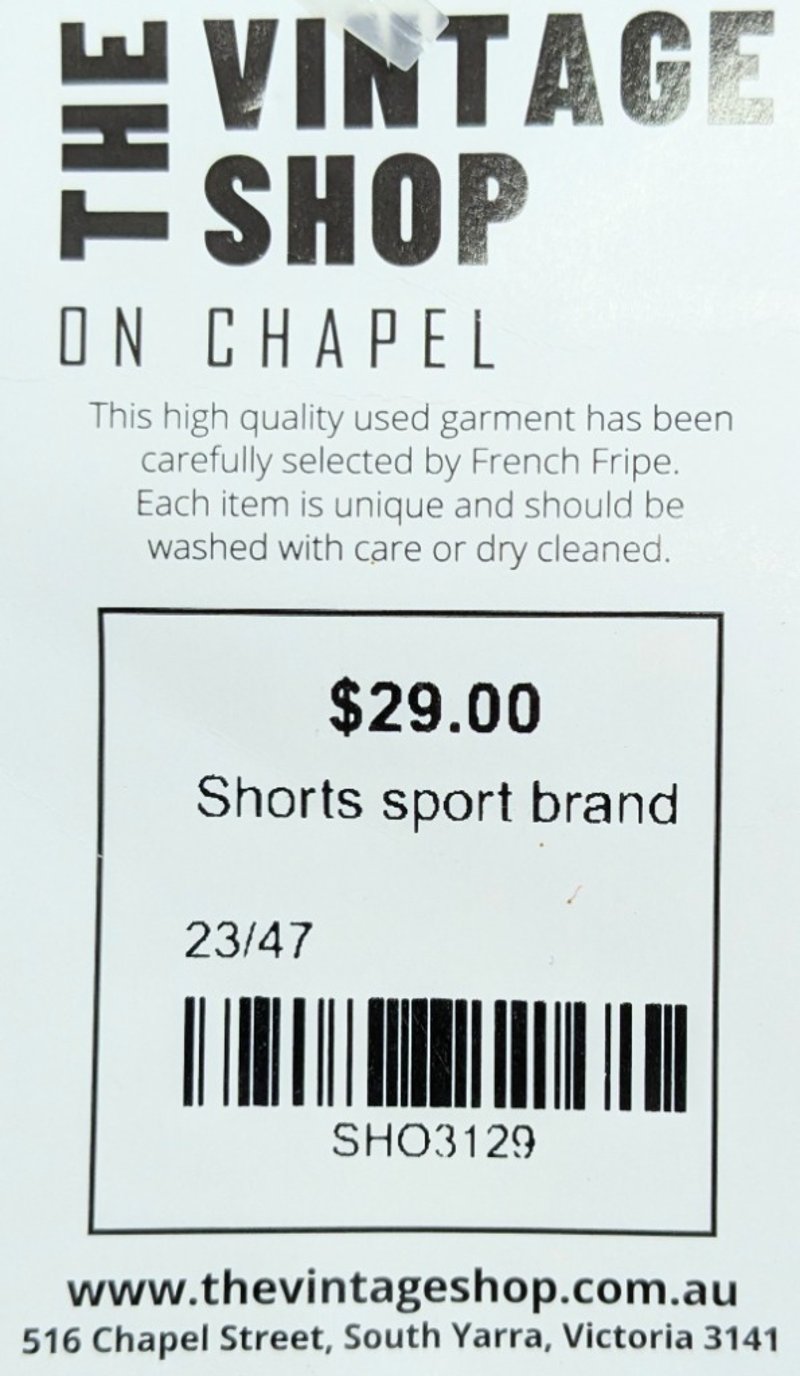 THE VINTAGE
SHOP
ON CHAPEL
This high quality used garment has been
carefully selected by French Fripe.
Each item is unique and should be
washed with care or dry cleaned.
$29.00
Shorts sport brand
23/47
SHO3129
www.thevintageshop.com.au
516 Chapel Street, South Yarra, Victoria 3141